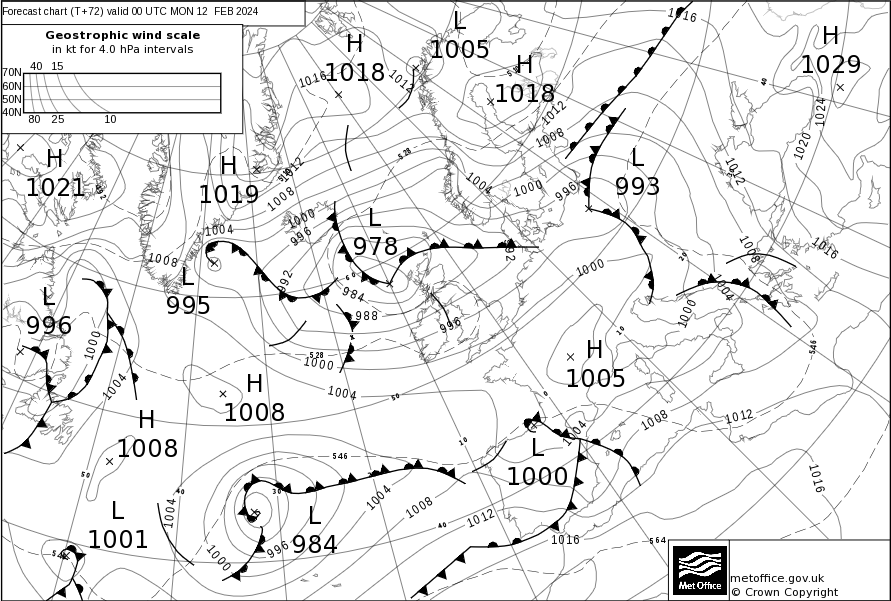 Forecast chart (T+72) valid 00 UTC MON 12 FEB 2024
Geostrophic wind scale
in kt for 4.0 hPa intervals
40 15
70N
60N
50N
40N
80 25 10
H
1018
L
1005
H
1018
H
1029
H
1021
H
1019
L
993
L
978
L
995
L
996
H
1005
H
1008
H
1008
L
1000
L
1001
L
984
1016
1012
1016
1012
1008
1024
1020
1012
1012
1008
1004
1000
996
1004
1000
996
1008
992
992
984
988
996
1000
1008
1016
1004
1000
528
528
1000
1004
1004
1000
546
1004
1008
1012
546
1004
1008
1012
1016
1016
564
1004
1000
996
50
40
30
50
40
10
0
10
20
40
60
metoffice.gov.uk
© Crown Copyright
Met Office